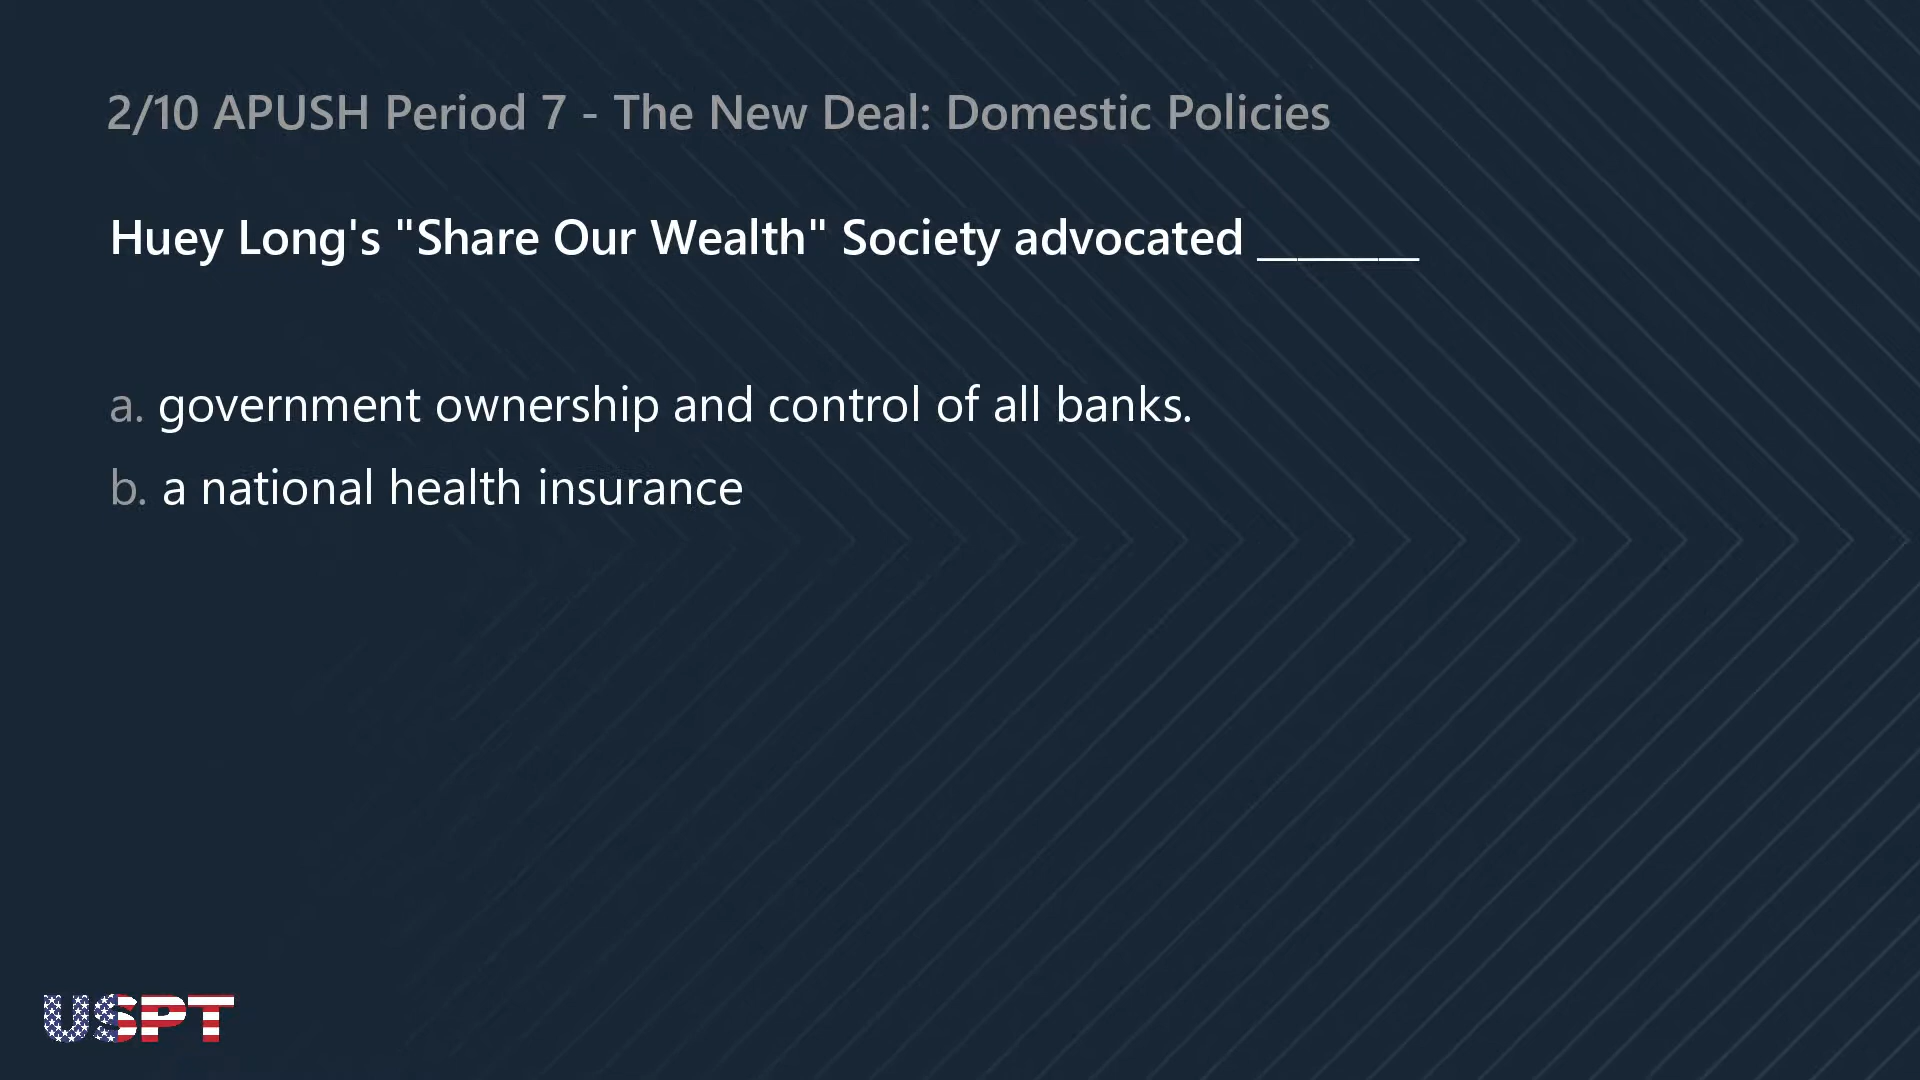 2/10 APUSH Period 7 - The New Deal: Domestic Policies
Huey Long's "Share Our Wealth" Society advocated ________
a. government ownership and control of all banks.
b. a national health insurance
USPT